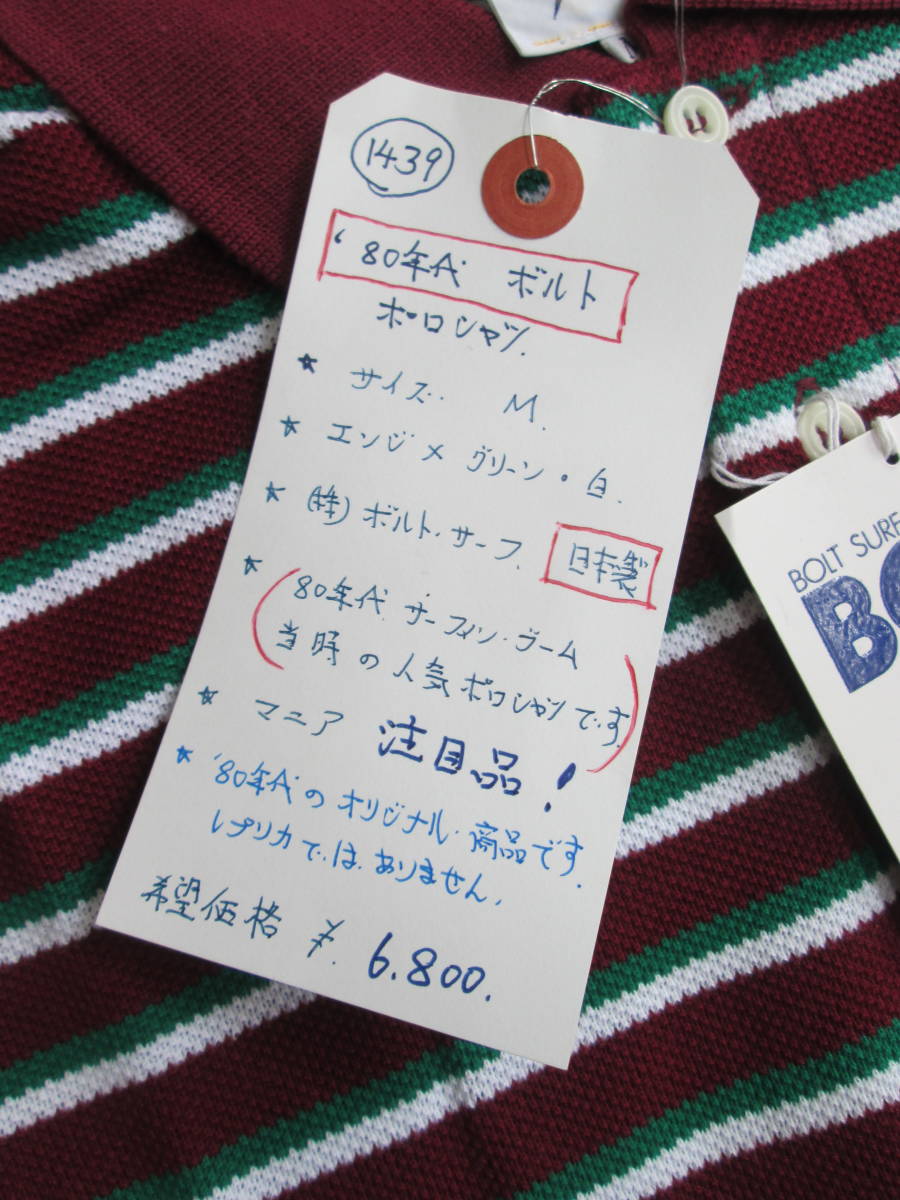 1439
'80年代 ボルト
ポロシャツ.
★ サイズ. M.
★ エンジ × グリーン・白.
★ (株)ボルト・サーフ. 日本製
★ (80年代 サーフィン・ブーム
当時の人気ポロシャツです.)
★ マニア 注目品!
★ '80年代のオリジナル・商品です.
レプリカではありません.
希望価格 ¥. 6.800.
BOLT SURF